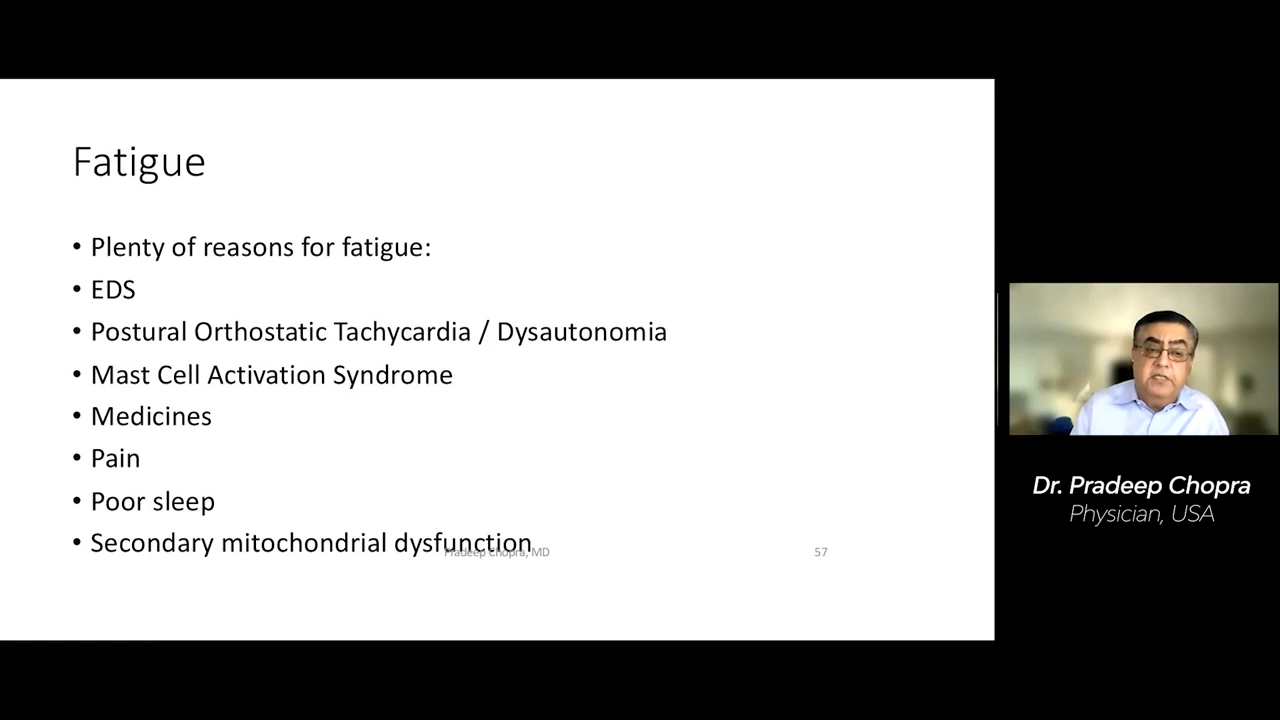 Fatigue
• Plenty of reasons for fatigue:
• EDS
• Postural Orthostatic Tachycardia / Dysautonomia
• Mast Cell Activation Syndrome
• Medicines
• Pain
• Poor sleep
• Secondary mitochondrial dysfunction
Pradeep Chopra, MD
57
Dr. Pradeep Chopra
Physician, USA